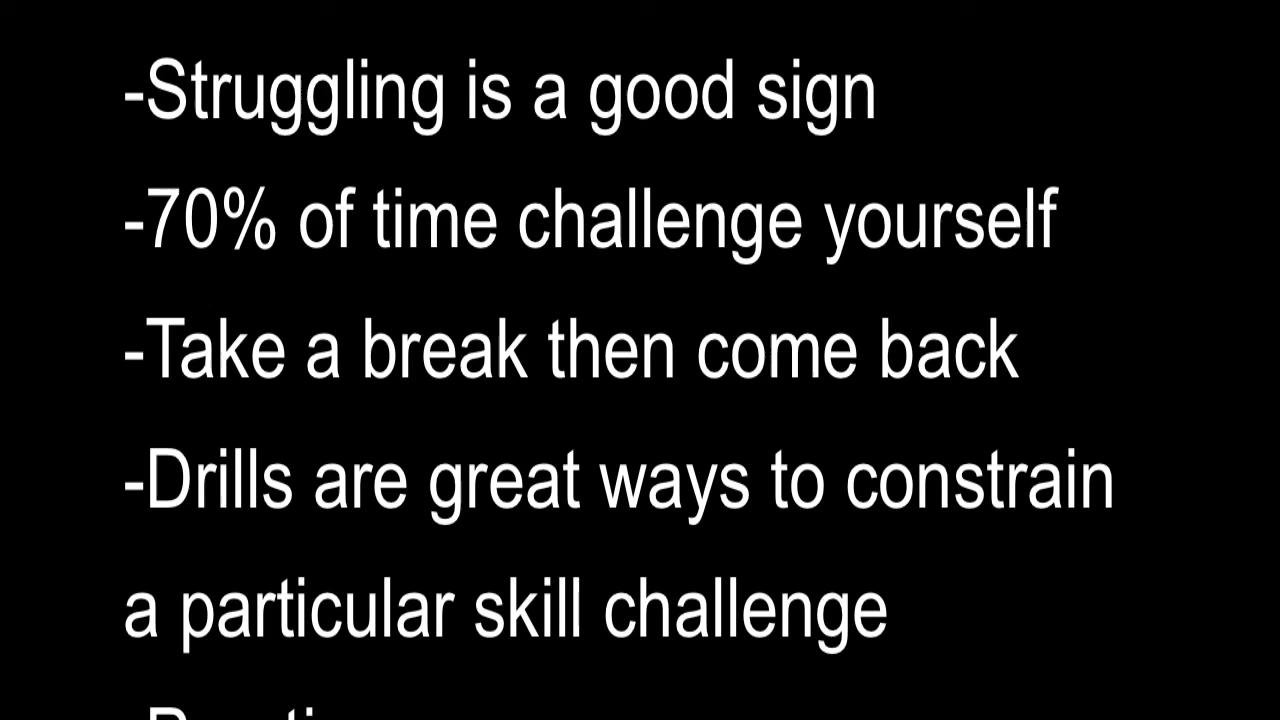 -Struggling is a good sign
-70% of time challenge yourself
-Take a break then come back
-Drills are great ways to constrain
a particular skill challenge